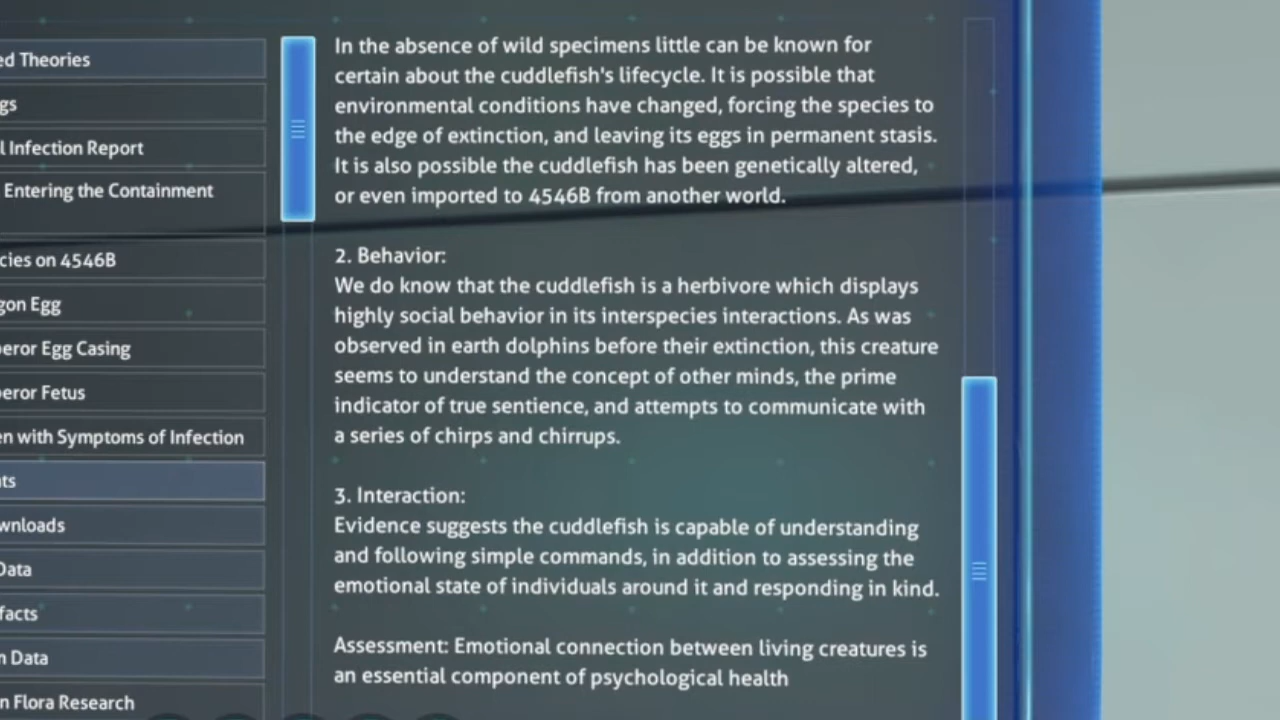 ed Theories
gs
l Infection Report
Entering the Containment
cies on 4546B
gon Egg
eror Egg Casing
eror Fetus
en with Symptoms of Infection
ts
wnloads
Data
facts
n Data
n Flora Research
In the absence of wild specimens little can be known for
certain about the cuddlefish's lifecycle. It is possible that
environmental conditions have changed, forcing the species to
the edge of extinction, and leaving its eggs in permanent stasis.
It is also possible the cuddlefish has been genetically altered,
or even imported to 4546B from another world.
2. Behavior:
We do know that the cuddlefish is a herbivore which displays
highly social behavior in its interspecies interactions. As was
observed in earth dolphins before their extinction, this creature
seems to understand the concept of other minds, the prime
indicator of true sentience, and attempts to communicate with
a series of chirps and chirrups.
3. Interaction:
Evidence suggests the cuddlefish is capable of understanding
and following simple commands, in addition to assessing the
emotional state of individuals around it and responding in kind.
Assessment: Emotional connection between living creatures is
an essential component of psychological health